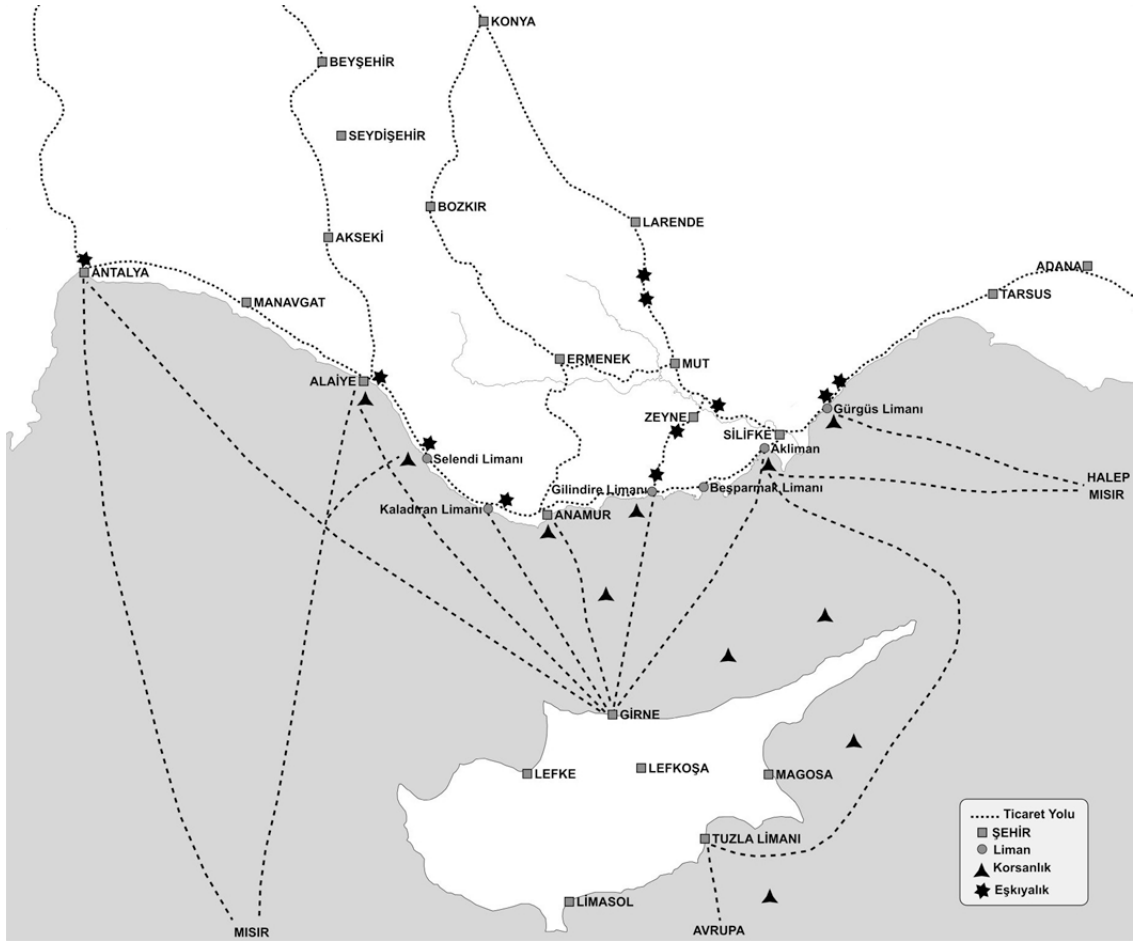 KONYA
BEYŞEHİR
SEYDİŞEHİR
BOZKIR
LARENDE
AKSEKİ
ANTALYA
ADANA
TARSUS
MANAVGAT
ERMENEK
MUT
ALAİYE
ZEYNE
Gürgüs Limanı
SİLİFKE
Akliman
Selendi Limanı
Gilindire Limanı
Beşparmak Limanı
HALEP
MISIR
Kaladıran Limanı
ANAMUR
GİRNE
LEFKE
LEFKOŞA
MAGOSA
TUZLA LİMANI
LİMASOL
MISIR
AVRUPA
Ticaret Yolu
ŞEHİR
Liman
Korsanlık
Eşkıyalık